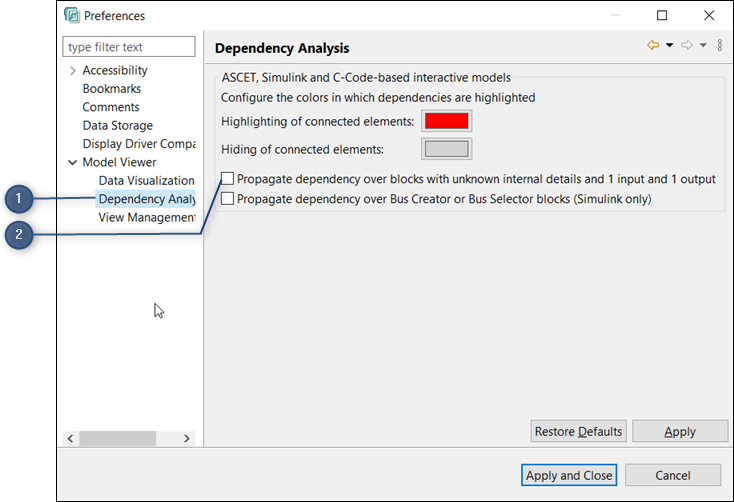 Preferences
type filter text
Accessibility
Bookmarks
Comments
Data Storage
Display Driver Compa
Model Viewer
Data Visualization
Dependency Analy
View Management
1
2
Dependency Analysis
ASCET, Simulink and C-Code-based interactive models
Configure the colors in which dependencies are highlighted
Highlighting of connected elements:
Hiding of connected elements:
Propagate dependency over blocks with unknown internal details and 1 input and 1 output
Propagate dependency over Bus Creator or Bus Selector blocks (Simulink only)
Restore Defaults
Apply
Apply and Close
Cancel